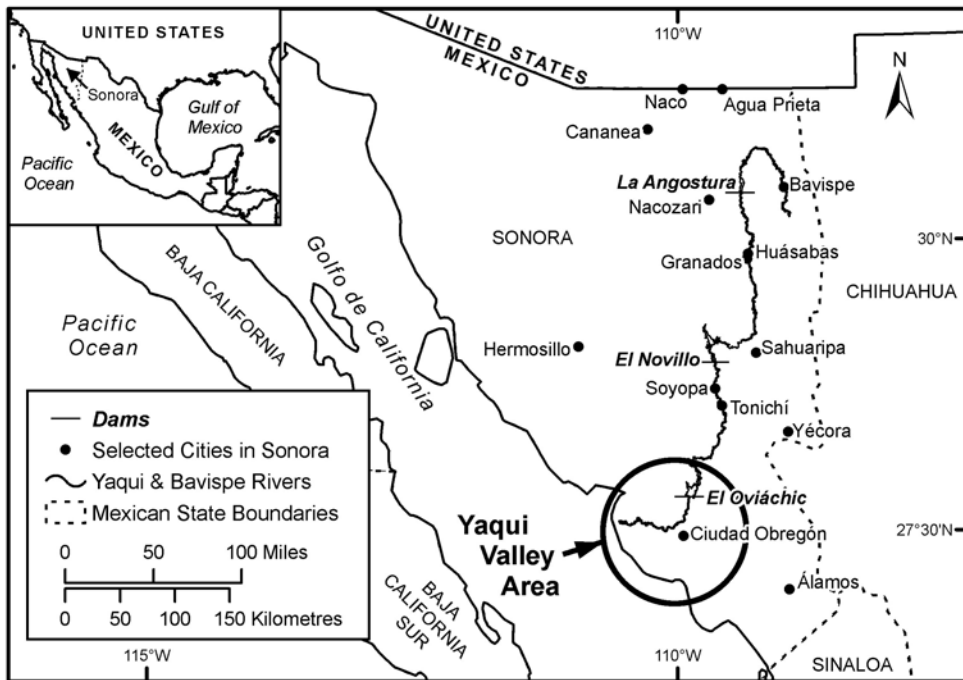 UNITED STATES
Sonora
Gulf of
Mexico
MEXICO
Pacific
Ocean
110°W
UNITED STATES
MEXICO
N
Naco
Agua Prieta
Cananea
La Angostura
Bavispe
Nacozari
SONORA
30°N
Huásabas
Granados
CHIHUAHUA
Golfo de California
BAJA CALIFORNIA
Pacific
Ocean
Hermosillo
El Novillo
Sahuaripa
Soyopa
Tonichí
Yécora
El Oviáchic
Yaqui
Valley
Area
27°30'N
Ciudad Obregón
Álamos
BAJA
CALIFORNIA
SUR
SINALOA
Dams
Selected Cities in Sonora
Yaqui & Bavispe Rivers
Mexican State Boundaries
0 50 100 Miles
0 50 100 150 Kilometres
115°W
110°W